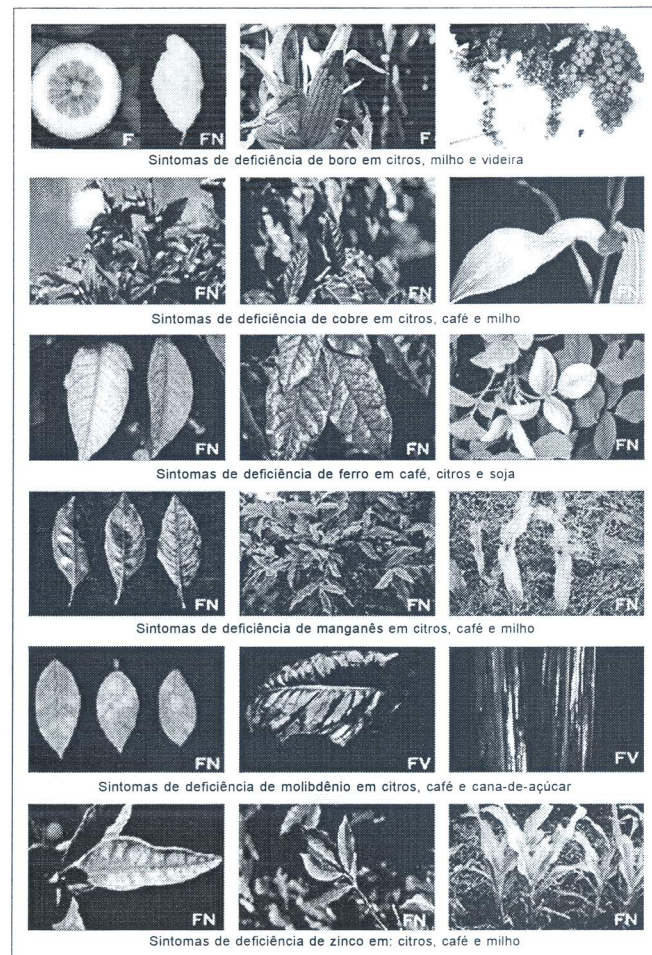 F FN F F
Sintomas de deficiência de boro em citros, milho e videira
FN FN FN
Sintomas de deficiência de cobre em citros, café e milho
FN FN FN
Sintomas de deficiência de ferro em café, citros e soja
FN FN FN
Sintomas de deficiência de manganês em citros, café e milho
FN FV FV
Sintomas de deficiência de molibdênio em citros, café e cana-de-açúcar
FN FN FN
Sintomas de deficiência de zinco em: citros, café e milho